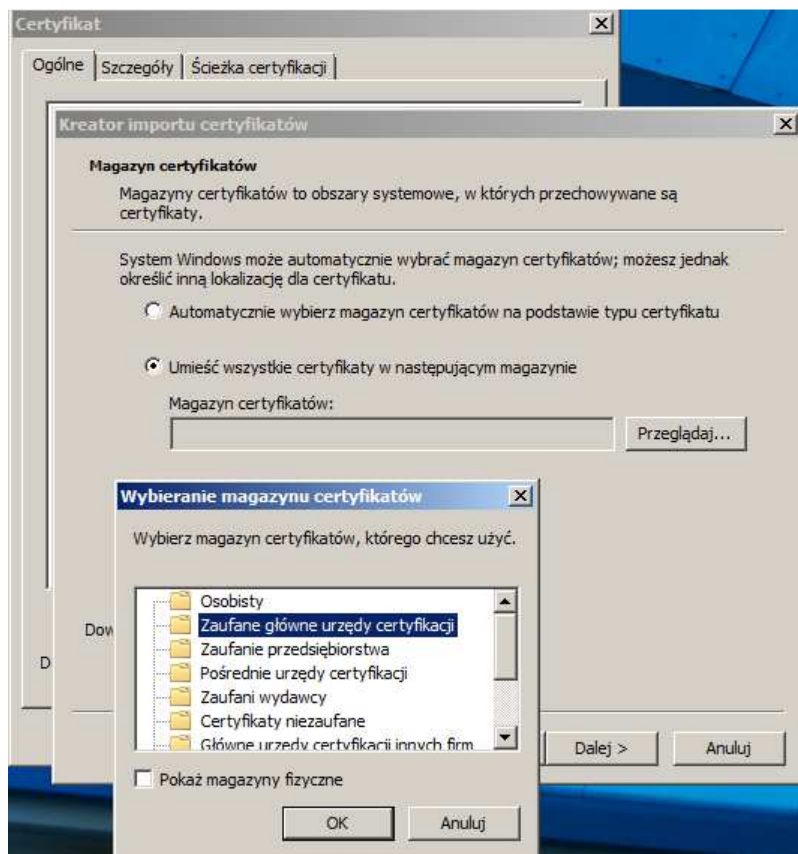 Certyfikat
Ogólne
Szczegóły
Ścieżka certyfikacji
Kreator importu certyfikatów
Magazyn certyfikatów
Magazyny certyfikatów to obszary systemowe, w których przechowywane są
certyfikaty.
System Windows może automatycznie wybrać magazyn certyfikatów; możesz jednak
określić inną lokalizację dla certyfikatu.
Automatycznie wybierz magazyn certyfikatów na podstawie typu certyfikatu
Umieść wszystkie certyfikaty w następującym magazynie
Magazyn certyfikatów:
Przeglądaj...
Wybieranie magazynu certyfikatów
Wybierz magazyn certyfikatów, którego chcesz użyć.
Osobisty
Zaufane główne urzędy certyfikacji
Zaufanie przedsiębiorstwa
Pośrednie urzędy certyfikacji
Zaufani wydawcy
Certyfikaty niezaufane
Główne urzędy certyfikacji innych firm
Dow
D
Pokaż magazyny fizyczne
OK
Anuluj
Dalej >
Anuluj